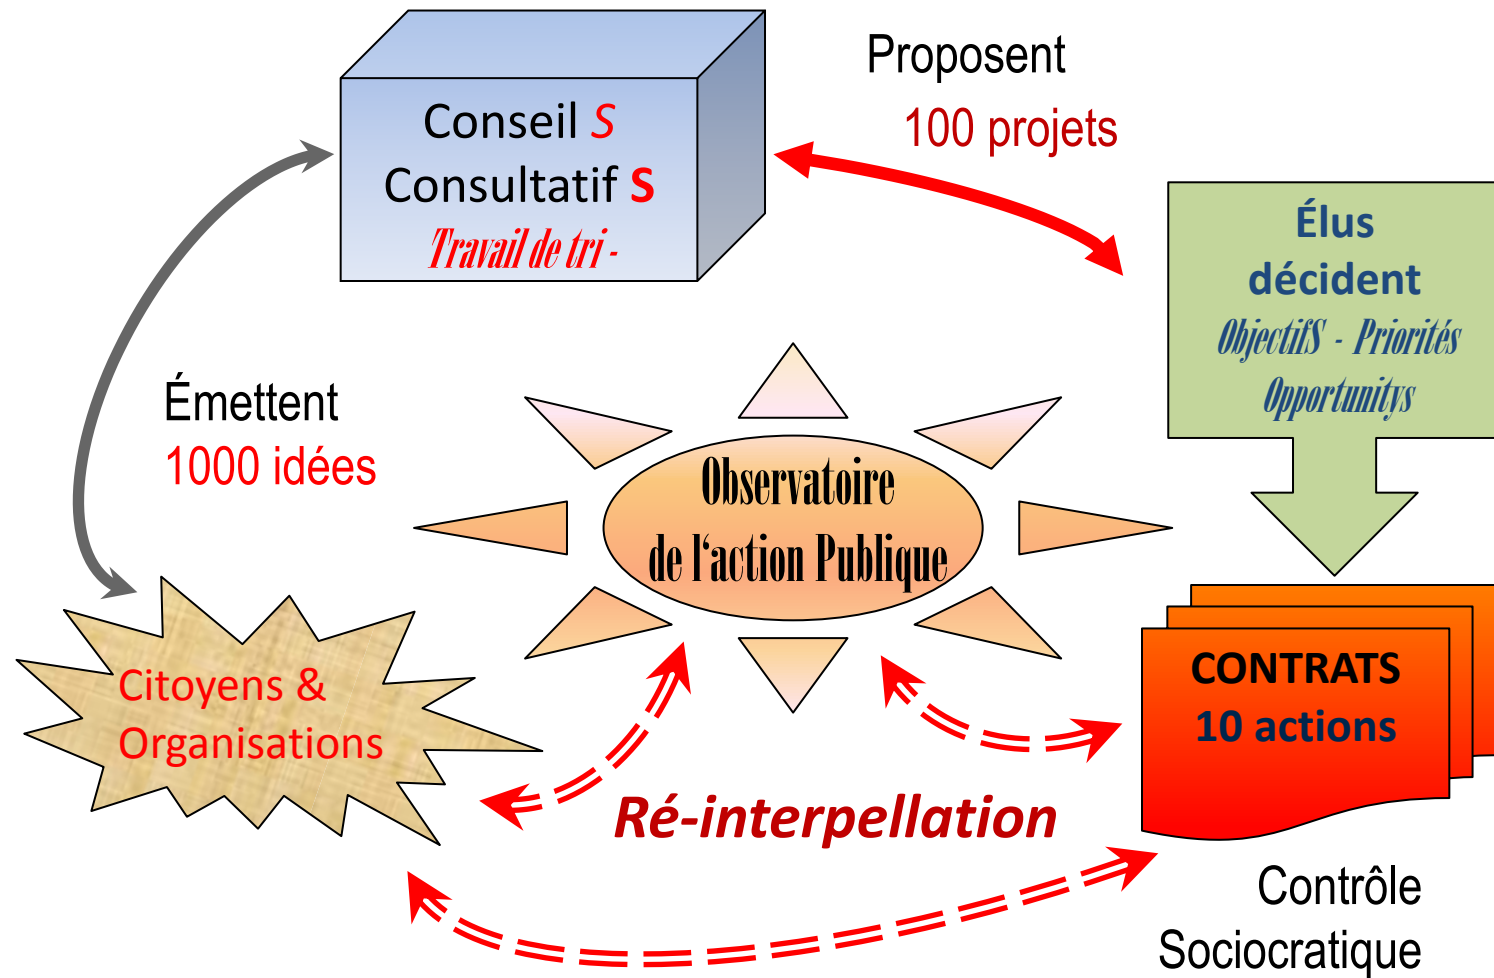 Conseil S
Consultatif S
Travail de tri -
Proposent
100 projets
Élus
décident
ObjectifS - Priorités
Opportunitys
Émettent
1000 idées
Observatoire
de l‘action Publique
Citoyens &
Organisations
CONTRATS
10 actions
Ré-interpellation
Contrôle
Sociocratique